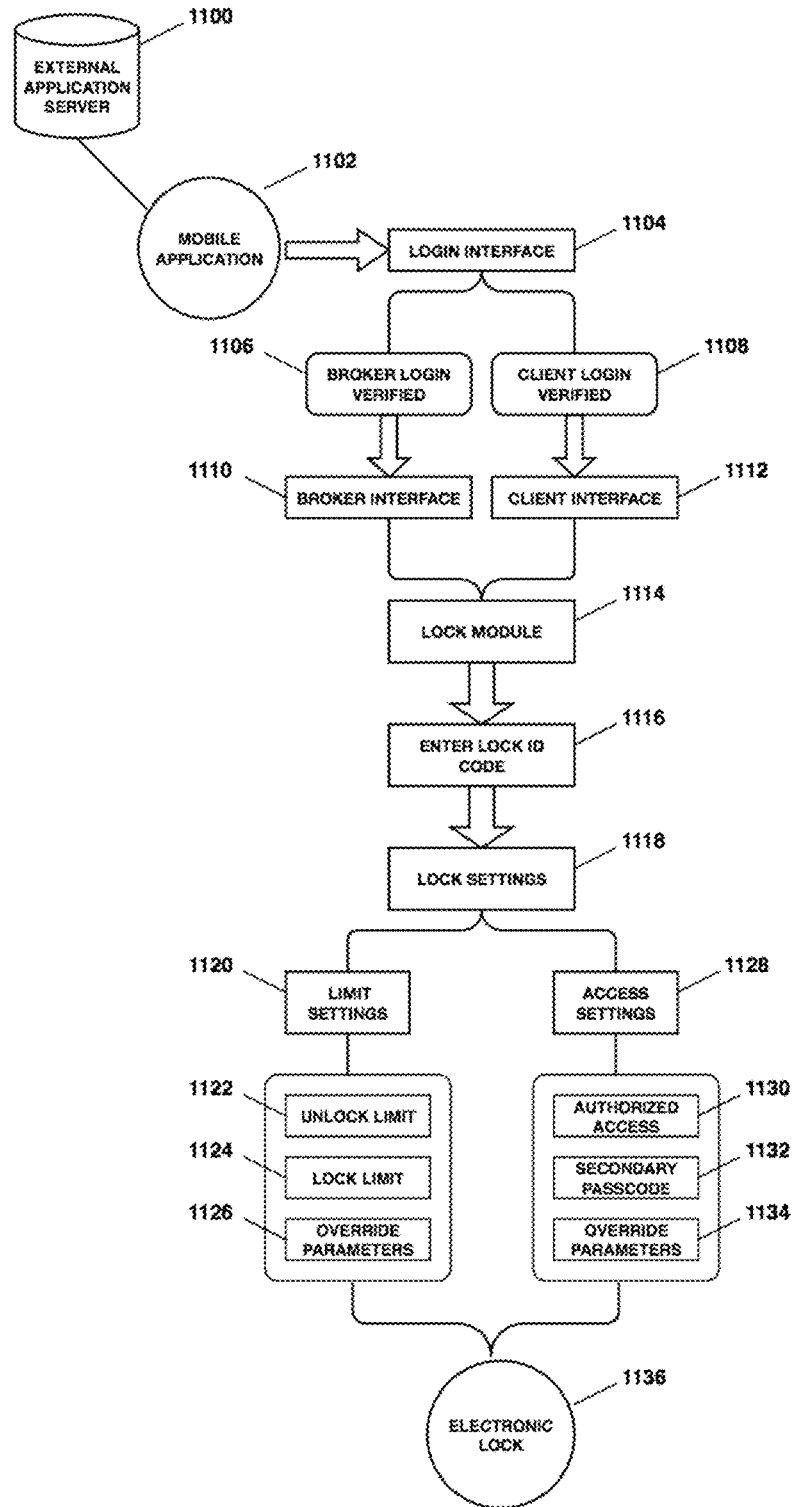 1100
EXTERNAL
APPLICATION
SERVER
1102
MOBILE
APPLICATION
1104
LOGIN INTERFACE
1106
BROKER LOGIN
VERIFIED
1108
CLIENT LOGIN
VERIFIED
1110
BROKER INTERFACE
1112
CLIENT INTERFACE
1114
LOCK MODULE
1116
ENTER LOCK ID
CODE
1118
LOCK SETTINGS
1120
LIMIT
SETTINGS
1128
ACCESS
SETTINGS
1122
UNLOCK LIMIT
1124
LOCK LIMIT
1126
OVERRIDE
PARAMETERS
1130
AUTHORIZED
ACCESS
1132
SECONDARY
PASSCODE
1134
OVERRIDE
PARAMETERS
1136
ELECTRONIC
LOCK